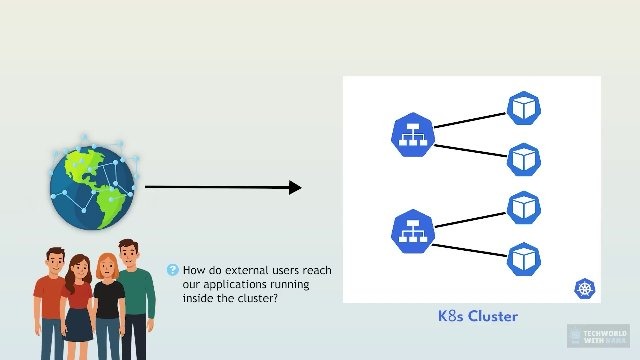 ? How do external users reach
our applications running
inside the cluster?
K8s Cluster
TECHWORLD
WITH NANA